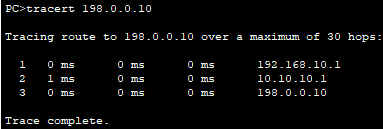 PC>tracert 198.0.0.10
Tracing route to 198.0.0.10 over a maximum of 30 hops:
1 0 ms 0 ms 0 ms 192.168.10.1
2 1 ms 0 ms 0 ms 10.10.10.1
3 0 ms 0 ms 0 ms 198.0.0.10
Trace complete.